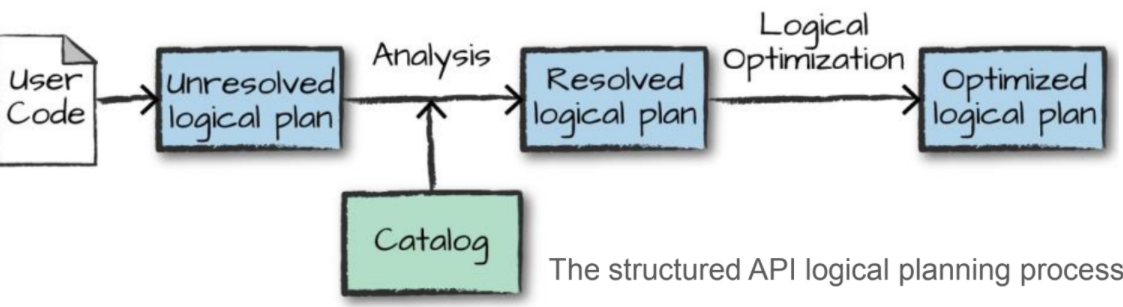 User
Code
Unresolved
logical plan
Analysis
Resolved
logical plan
Logical
Optimization
Optimized
logical plan
Catalog
The structured API logical planning process